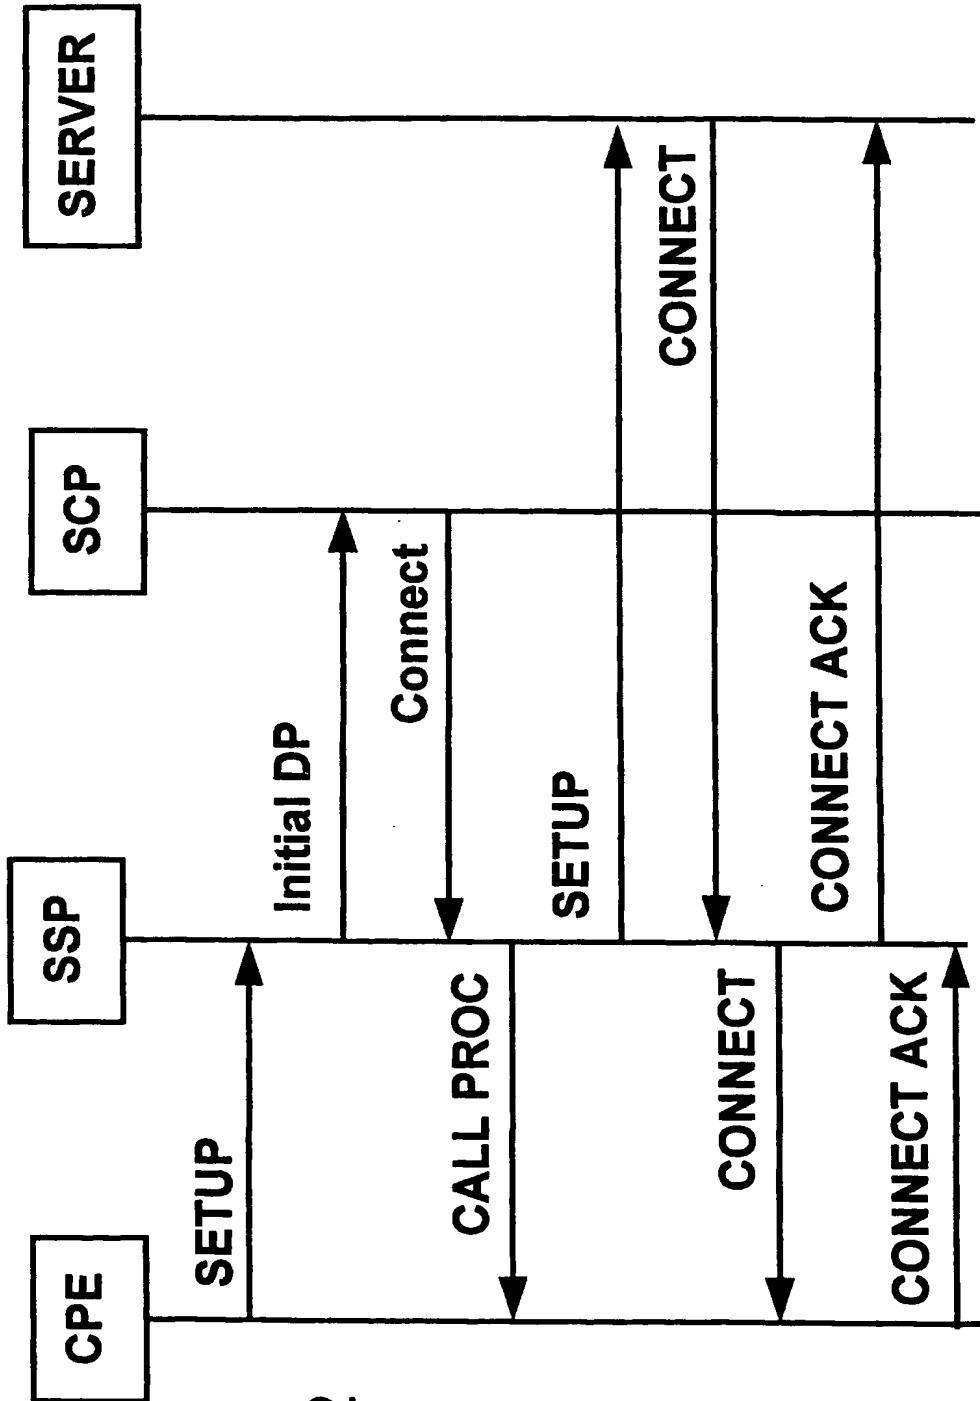 CPE
SSP
SCP
SERVER
SETUP
Initial DP
Connect
CALL PROC
SETUP
CONNECT
CONNECT
CONNECT ACK
CONNECT ACK